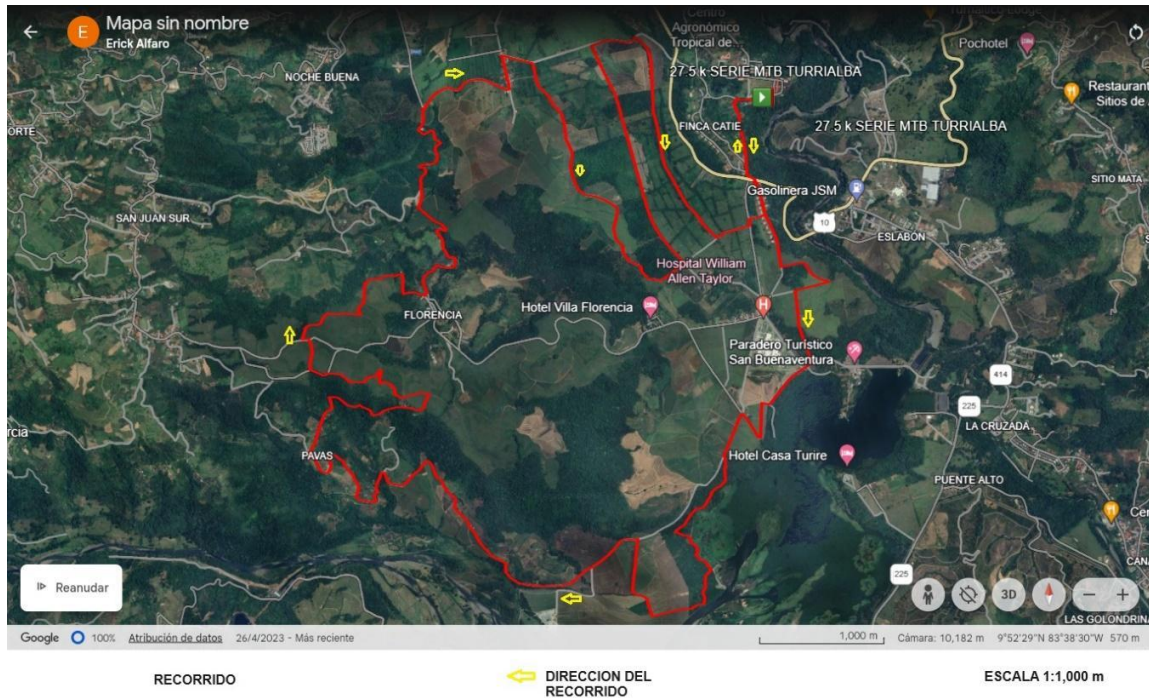 Mapa sin nombre
E
Erick Alfaro
Centro
Agronómico
Tropical de...
Pochotel
NOCHE BUENA
27 5 k SERIE MTB TURRIALBA
Restaurant
Sitios de
FINCA CATIE
27 5 k SERIE MTB TURRIALBA
SITIO MATA
Gasolinera JSM
SAN JUAN SUR
10
ESLABON
Hospital William
Allen Taylor
Hotel Villa Florencia
H
FLORENCIA
Paradero Turístico
San Buenaventura
414
225
LA CRUZADA
PAVAS
Hotel Casa Turire
PUENTE ALTO
225
Reanudar
3D
LAS GOLONDRINA
Google
100%
Atribución de datos
26/4/2023 - Más reciente
1,000 m
Cámara: 10,182 m
9°52'29"N 83°38'30"W
570 m
RECORRIDO
DIRECCION DEL
RECORRIDO
ESCALA 1:1,000 m